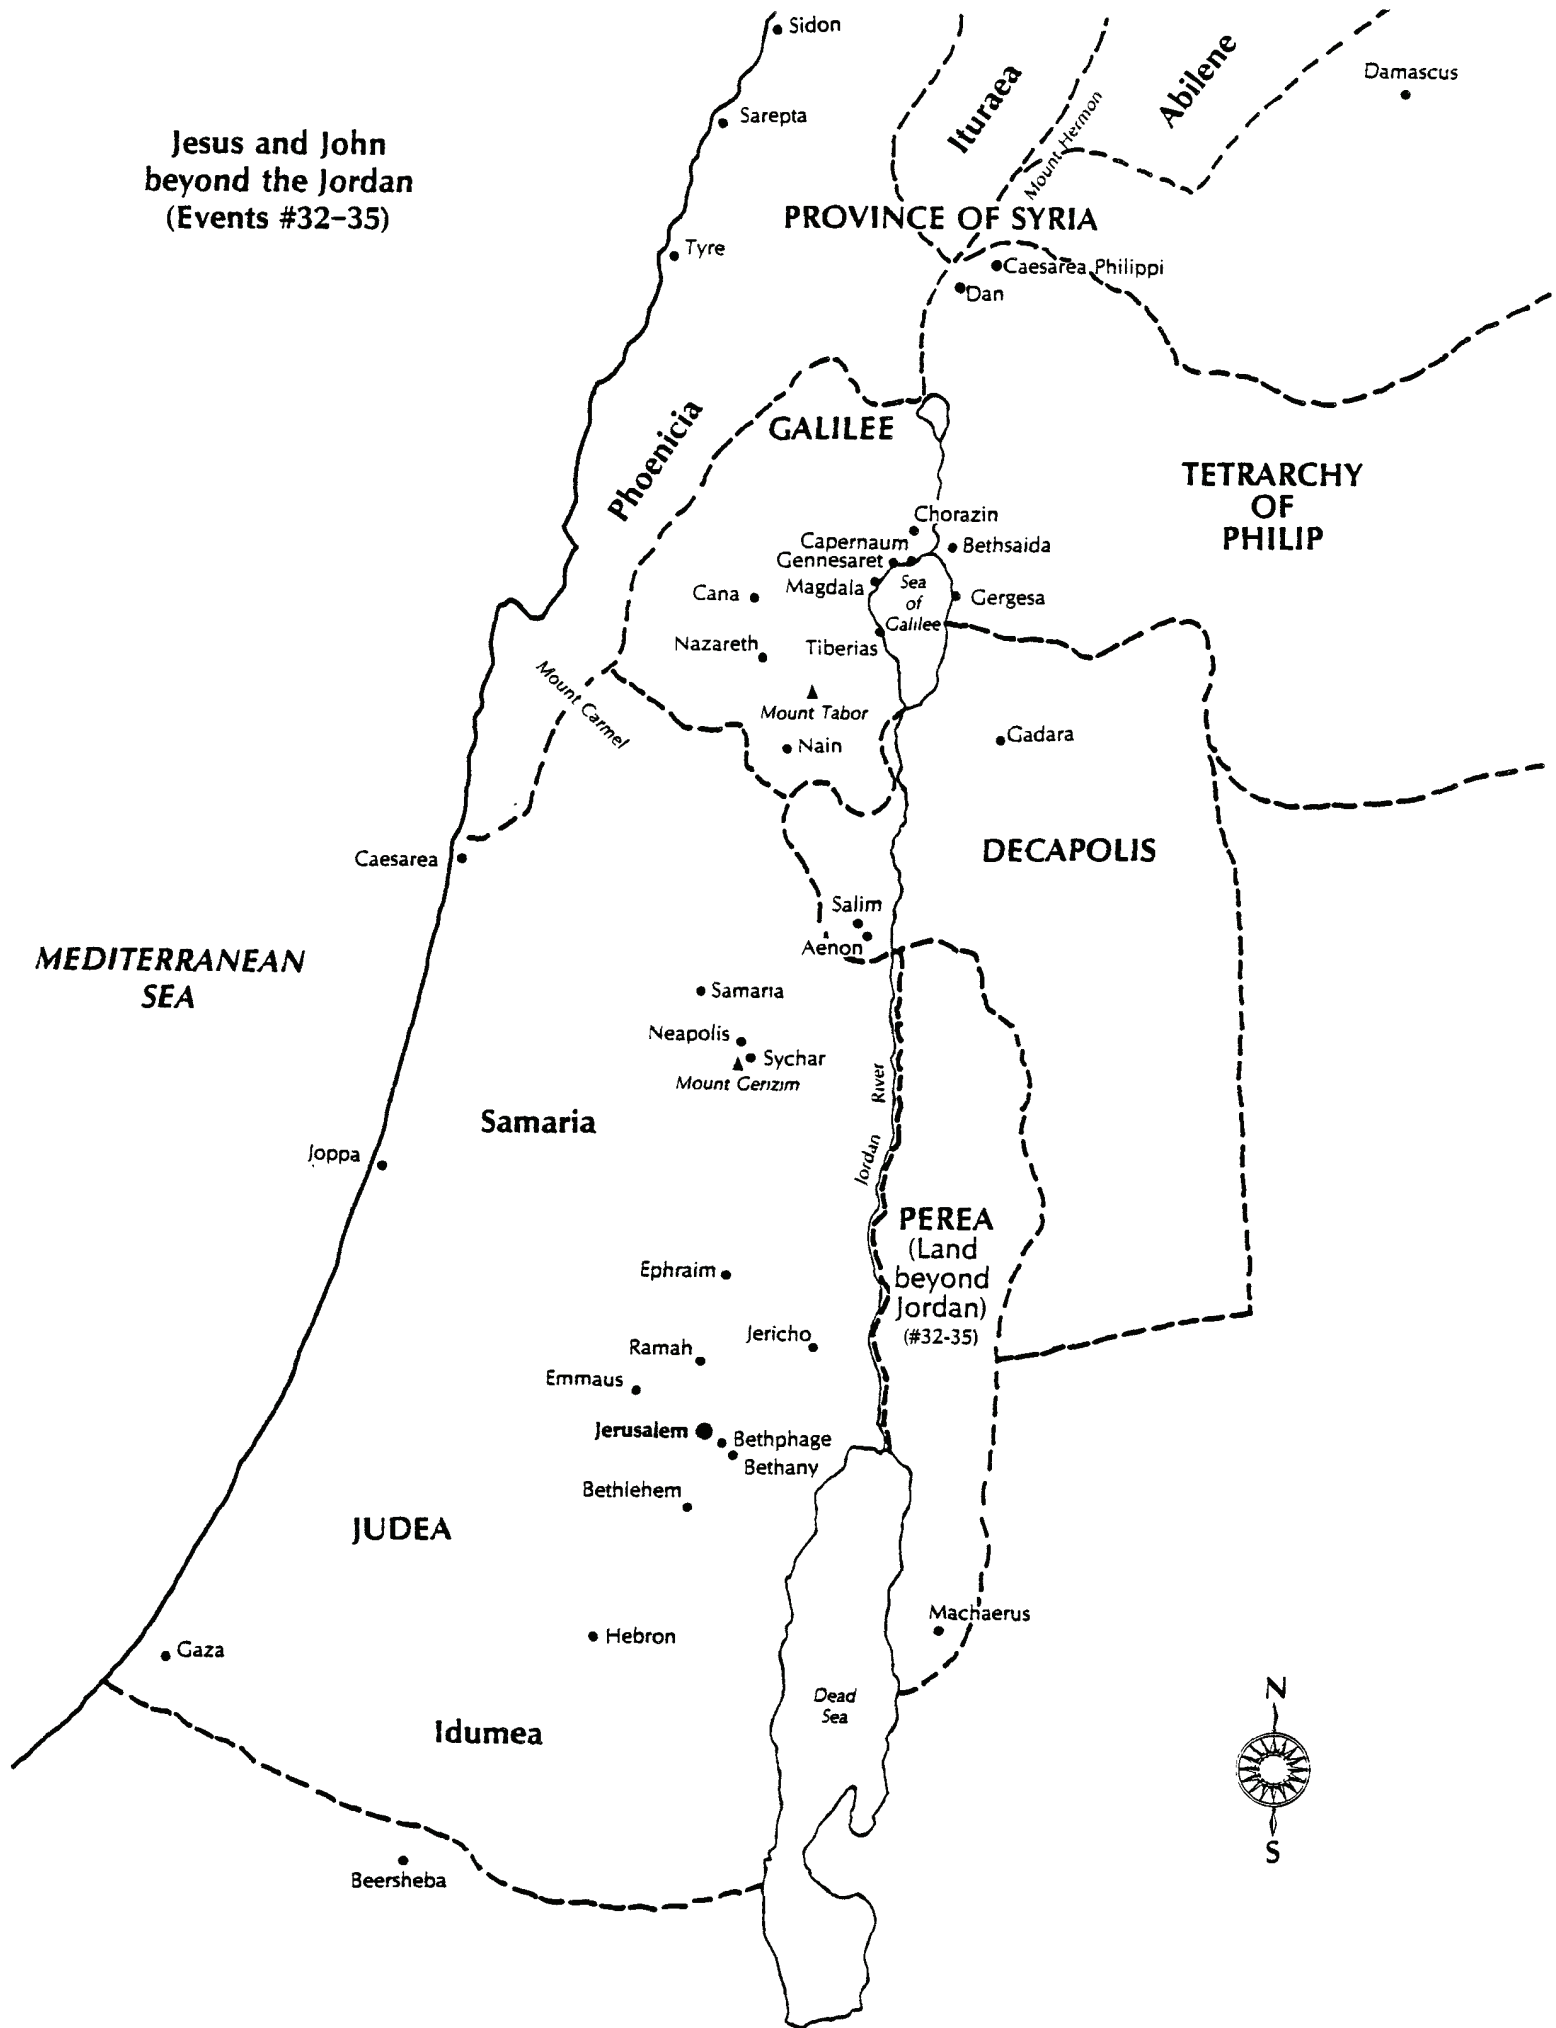 Jesus and John
beyond the Jordan
(Events #32–35)
Sidon
Sarepta
Tyre
Ituraea
Mount Hermon
Abilene
Damascus
PROVINCE OF SYRIA
Caesarea Philippi
Dan
Phoenicia
GALILEE
TETRARCHY
OF
PHILIP
Chorazin
Capernaum
Bethsaida
Gennesaret
Magdala
Cana
Sea
of
Galilee
Gergesa
Nazareth
Tiberias
Mount Carmel
Mount Tabor
Nain
Gadara
DECAPOLIS
Caesarea
MEDITERRANEAN
SEA
Salim
Aenon
Samaria
Neapolis
Sychar
Mount Gerizim
Samaria
Jordan River
Joppa
PEREA
(Land
beyond
Jordan)
(#32-35)
Ephraim
Jericho
Ramah
Emmaus
Jerusalem
Bethphage
Bethany
Bethlehem
JUDEA
Machaerus
Hebron
Gaza
Dead
Sea
Idumea
Beersheba
N
S